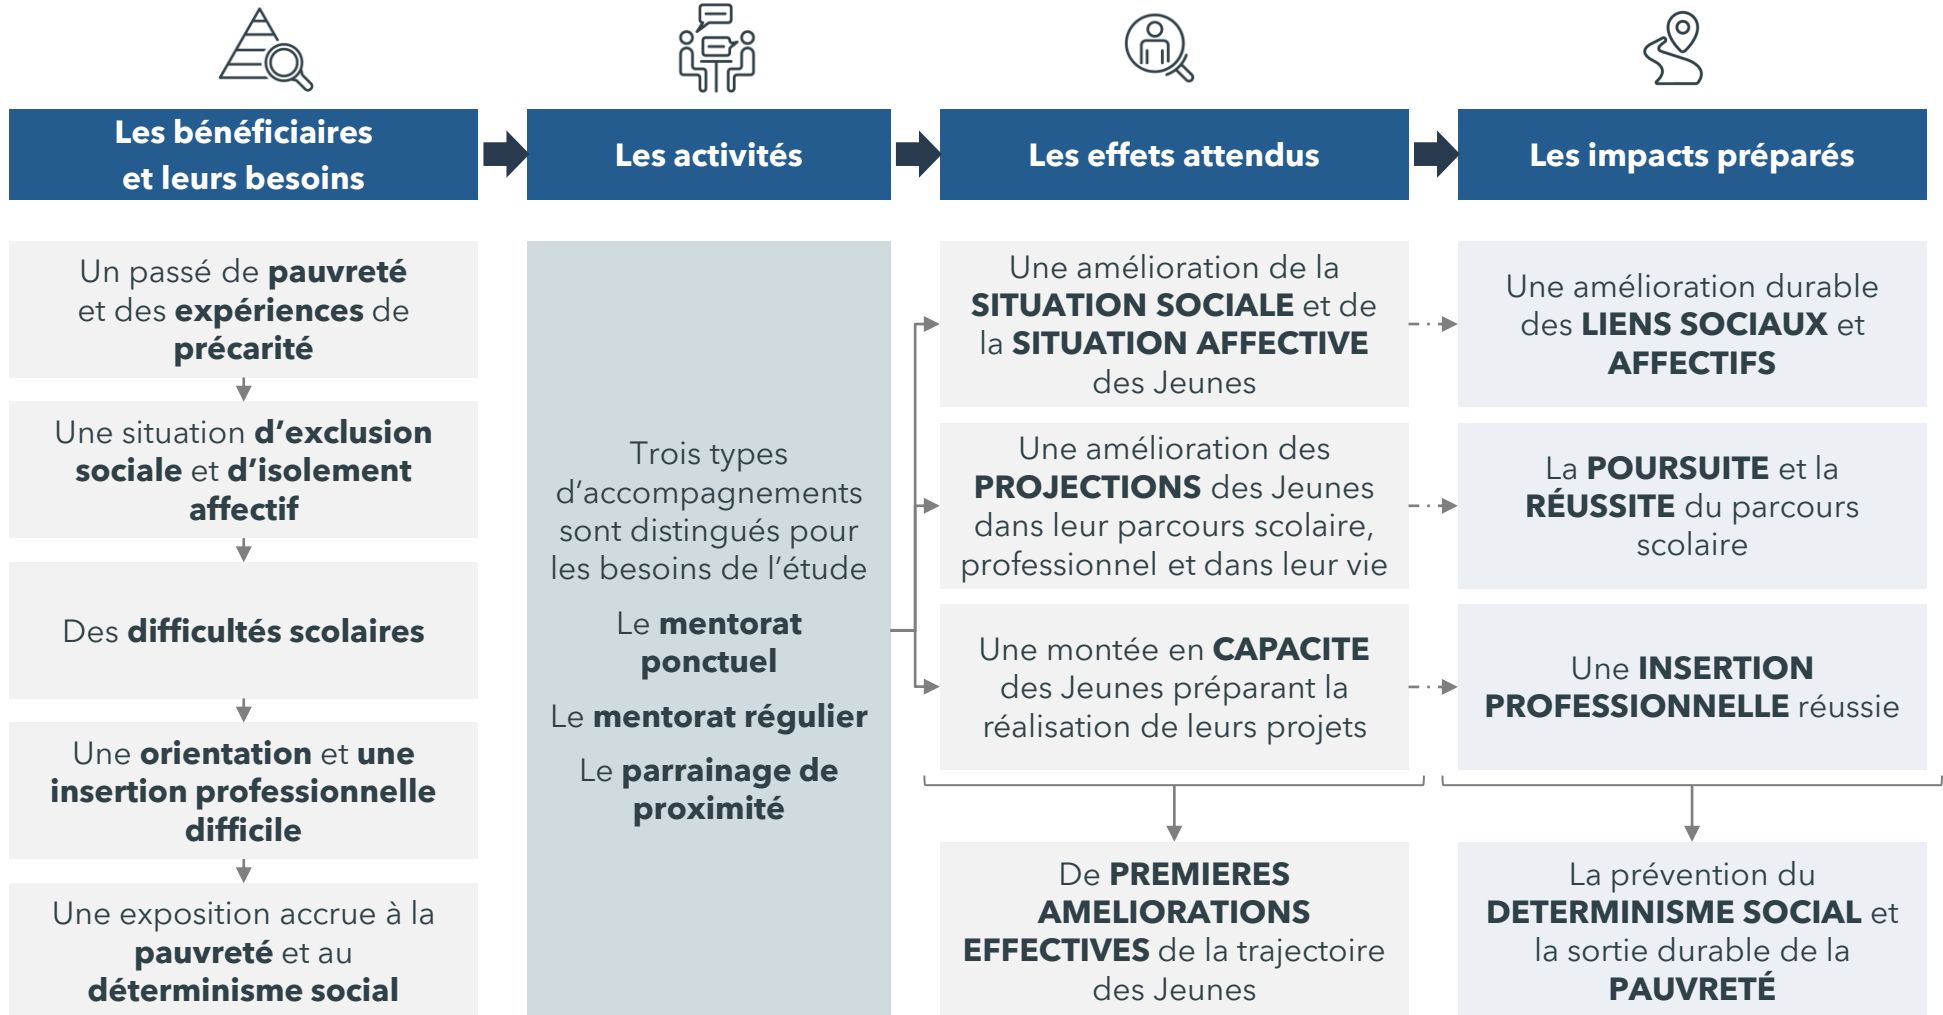 Les bénéficiaires
et leurs besoins
Un passé de pauvreté
et des expériences de
précarité
Une situation d’exclusion
sociale et d’isolement
affectif
Des difficultés scolaires
Une orientation et une
insertion professionnelle
difficile
Une exposition accrue à la
pauvreté et au
déterminisme social
Les activités
Trois types
d’accompagnements
sont distingués pour
les besoins de l’étude
Le mentorat
ponctuel
Le mentorat régulier
Le parrainage de
proximité
Les effets attendus
Une amélioration de la
SITUATION SOCIALE et de
la SITUATION AFFECTIVE
des Jeunes
Une amélioration des
PROJECTIONS des Jeunes
dans leur parcours scolaire,
professionnel et dans leur vie
Une montée en CAPACITE
des Jeunes préparant la
réalisation de leurs projets
De PREMIERES
AMELIORATIONS
EFFECTIVES de la trajectoire
des Jeunes
Les impacts préparés
Une amélioration durable
des LIENS SOCIAUX et
AFFECTIFS
La POURSUITE et la
RÉUSSITE du parcours
scolaire
Une INSERTION
PROFESSIONNELLE réussie
La prévention du
DETERMINISME SOCIAL et
la sortie durable de la
PAUVRETÉ